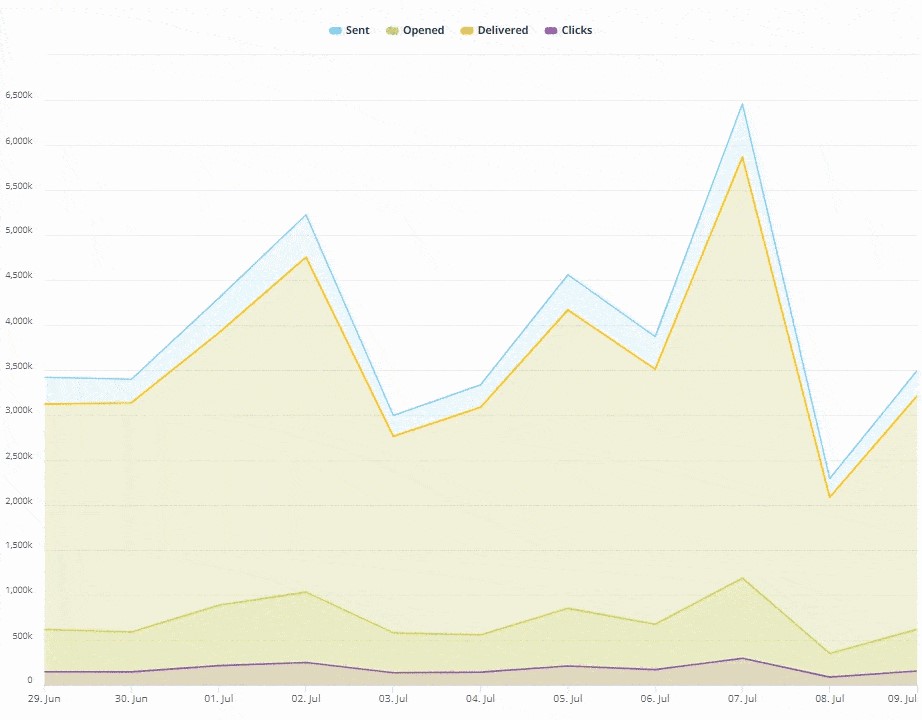 Sent Opened Delivered Clicks
6,500k
6,000k
5,500k
5,000k
4,500k
4,000k
3,500k
3,000k
2,500k
2,000k
1,500k
1,000k
500k
0
29. Jun 30. Jun 01. Jul 02. Jul 03. Jul 04. Jul 05. Jul 06. Jul 07. Jul 08. Jul 09. Jul